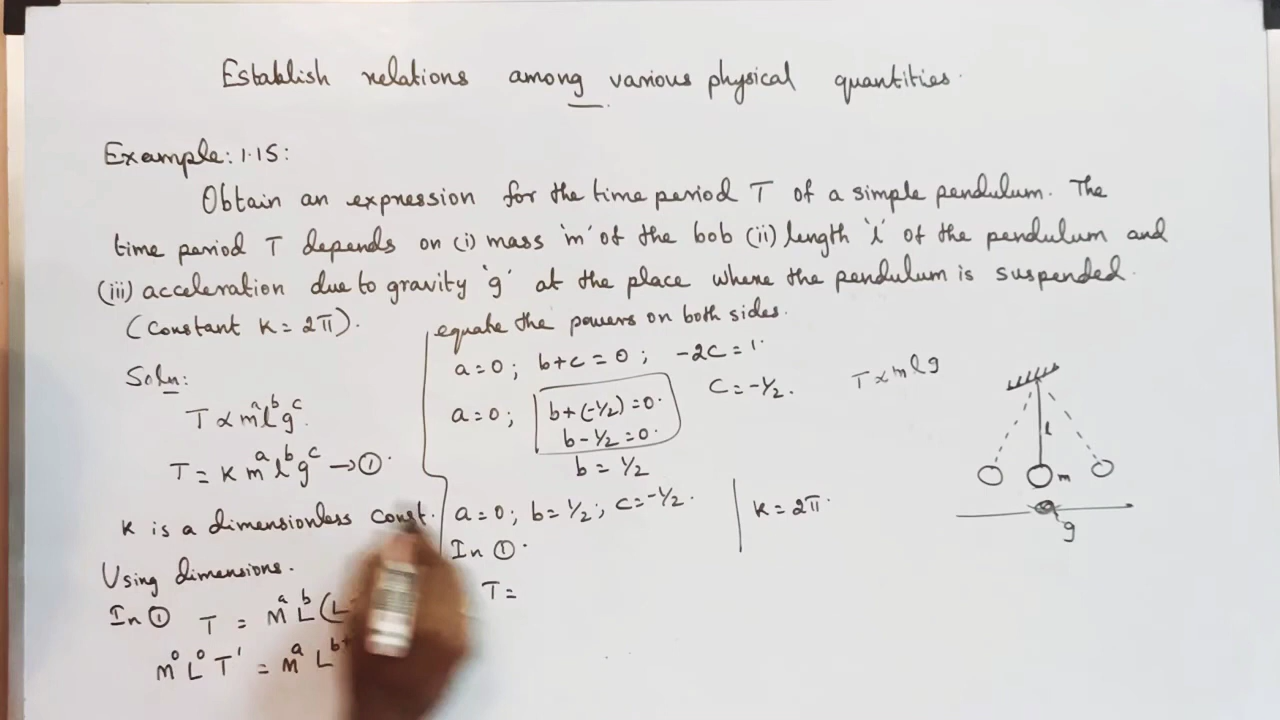 Establish relations among various physical quantities.
Example: 1.15:
Obtain an expression for the time period T of a simple pendulum. The
time period T depends on (i) mass 'm' of the bob (ii) length 'l' of the pendulum and
(iii) acceleration due to gravity 'g' at the place where the pendulum is suspended.
(Constant K = 2π).
Soln:
T ∝ m^a l^b g^c.
T = K m^a l^b g^c → ①.
K is a dimensionless const.
Using dimensions.
In ① T = M^a L^b (L
M^0 L^0 T^1 = M^a L^b+
equate the powers on both sides.
a=0; b+c=0; -2c=1.
c=-1/2.
a=0; b+(-1/2)=0.
b-1/2=0.
b=1/2
a=0; b=1/2; c=-1/2.
In ①.
T=
K=2π.
T ∝ m l g
l
m
g